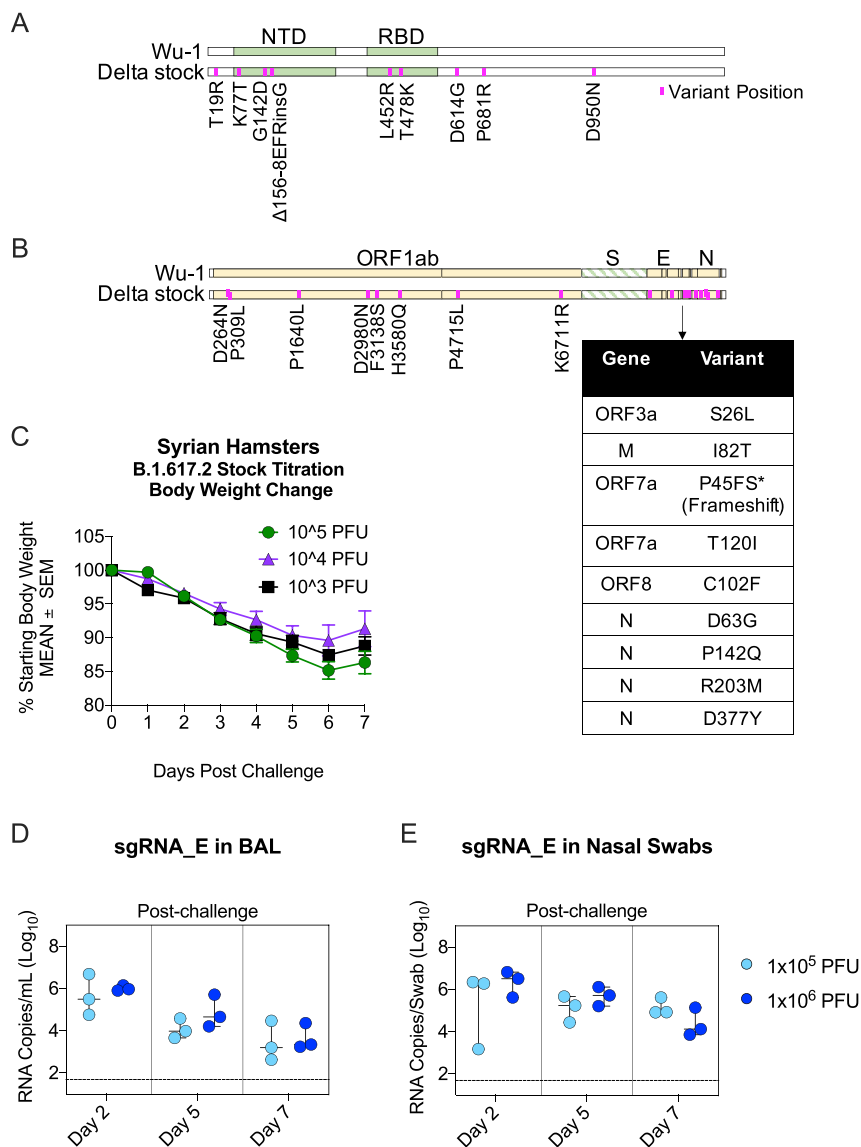 A
NTD RBD
Wu-1
Delta stock
T19R
K77T
G142D
Δ156-8EFRinsG
L452R
T478K
D614G
P681R
D950N
Variant Position
B
ORF1ab S E N
Wu-1
Delta stock
D264N
P309L
P1640L
D2980N
F3138S
H3580Q
P4715L
K6711R
Gene Variant
ORF3a S26L
M I82T
ORF7a P45FS*
(Frameshift)
ORF7a T120I
ORF8 C102F
N D63G
N P142Q
N R203M
N D377Y
C
Syrian Hamsters
B.1.617.2 Stock Titration
Body Weight Change
10^5 PFU
10^4 PFU
10^3 PFU
% Starting Body Weight
MEAN ± SEM
105
100
95
90
85
80
0 1 2 3 4 5 6 7
Days Post Challenge
D
sgRNA_E in BAL
Post-challenge
RNA Copies/mL (Log₁₀)
6
4
2
Day 2 Day 5 Day 7
E
sgRNA_E in Nasal Swabs
Post-challenge
RNA Copies/Swab (Log₁₀)
8
6
4
2
Day 2 Day 5 Day 7
1x10⁵ PFU
1x10⁶ PFU